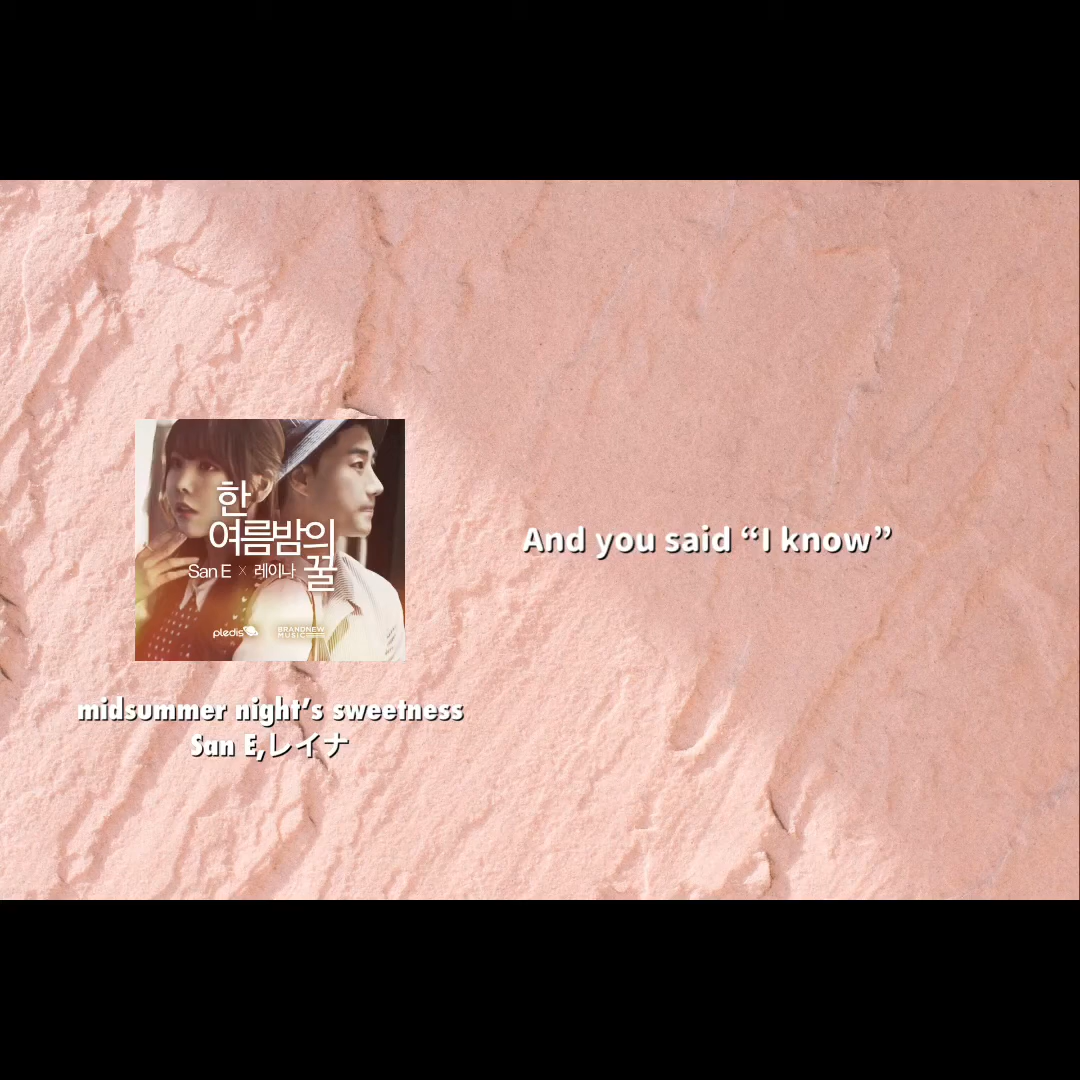 한
여름밤의
꿀
San E × 레이나
pledis
BRANDNEW
MUSIC
midsummer night's sweetness
San E,レイナ
And you said “I know”